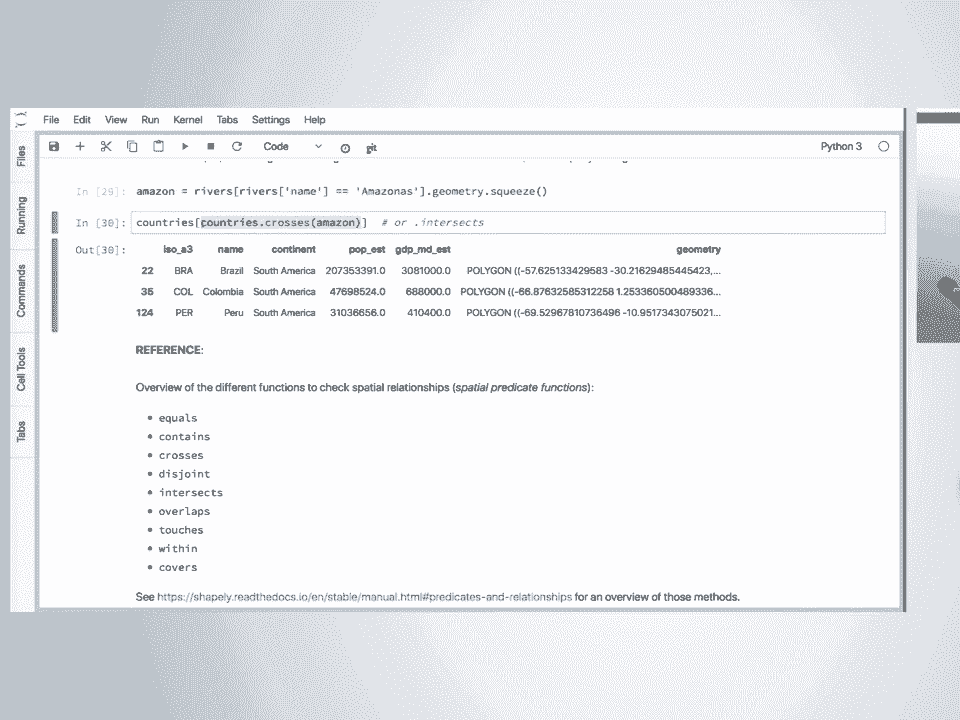 File Edit View Run Kernel Tabs Settings Help
Code Python 3
git
Files
Running
Commands
Cell Tools
Tabs
In [29]: amazon = rivers[rivers['name'] == 'Amazonas'].geometry.squeeze()
In [30]: countries[countries.crosses(amazon)] # or .intersects
Out[30]: iso_a3 name continent pop_est gdp_md_est geometry
22 BRA Brazil South America 207353391.0 3081000.0 POLYGON ((-57.625133429583 -30.21629485445423,...
35 COL Colombia South America 47698524.0 688000.0 POLYGON ((-66.87632585312258 1.253360500489336...
124 PER Peru South America 31036656.0 410400.0 POLYGON ((-69.52967810736496 -10.9517343075021...
REFERENCE:
Overview of the different functions to check spatial relationships (spatial predicate functions):
• equals
• contains
• crosses
• disjoint
• intersects
• overlaps
• touches
• within
• covers
See https://shapely.readthedocs.io/en/stable/manual.html#predicates-and-relationships for an overview of those methods.